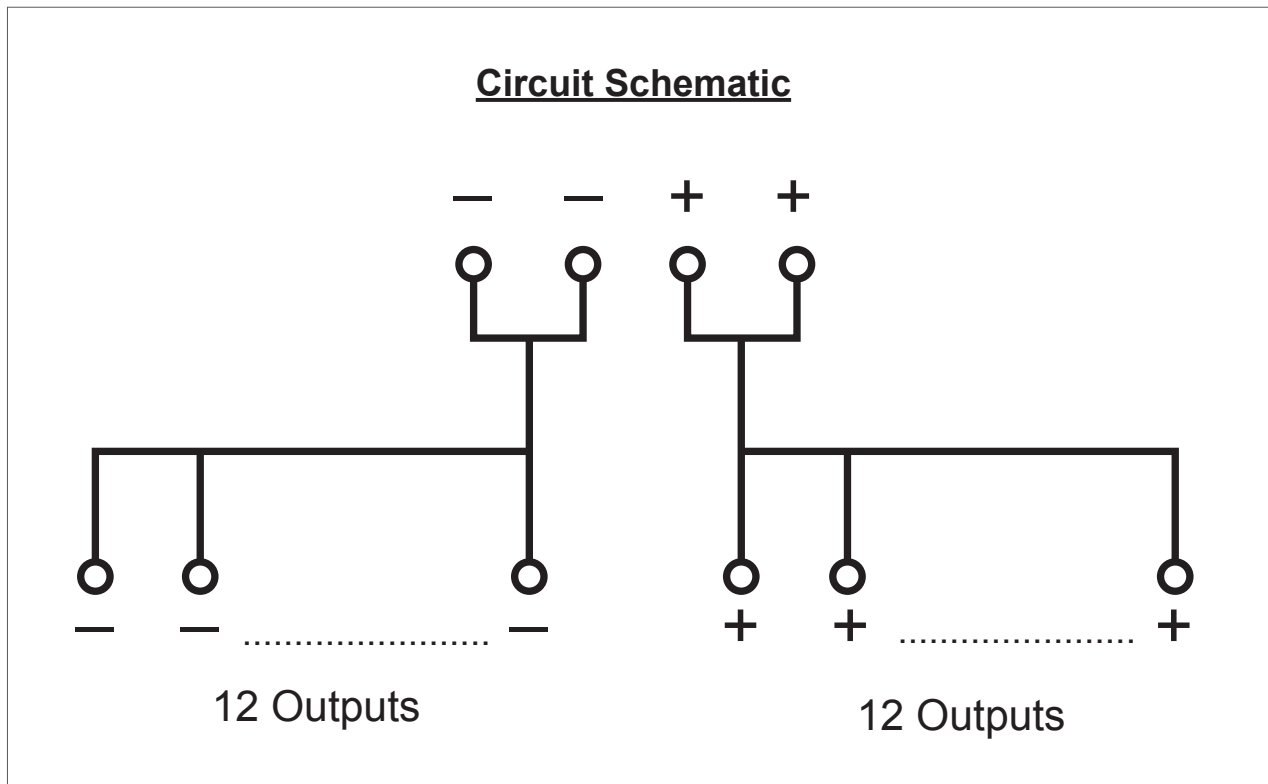 Circuit Schematic
— — + +
— — ........................ — + + ....................... +
12 Outputs 12 Outputs